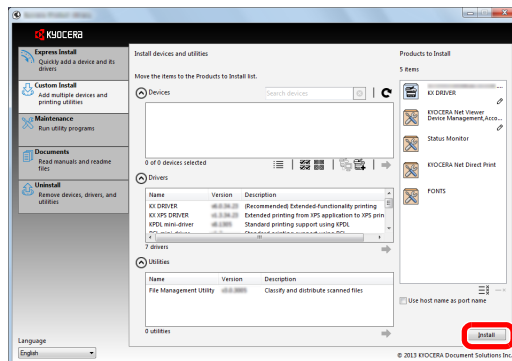 KYOCERA
Express Install
Quickly add a device and its
drivers
Custom Install
Add multiple devices and
printing utilities
Maintenance
Run utility programs
Documents
Read manuals and readme
files
Uninstall
Remove devices, drivers, and
utilities
Language
English
Install devices and utilities
Move the items to the Products to Install list.
Devices
Search devices
0 of 0 devices selected
Drivers
Name Version Description
KX DRIVER (Recommended) Extended-functionality printing
KX XPS DRIVER Extended printing from XPS application to XPS prin
KPDL mini-driver Standard printing support using KPDL
7 drivers
Utilities
Name Version Description
File Management Utility Classify and distribute scanned files
0 utilities
Products to Install
5 items
KX DRIVER
KYOCERA Net Viewer
Device Management,Acco...
Status Monitor
KYOCERA Net Direct Print
FONTS
Use host name as port name
Install
© 2013 KYOCERA Document Solutions Inc.